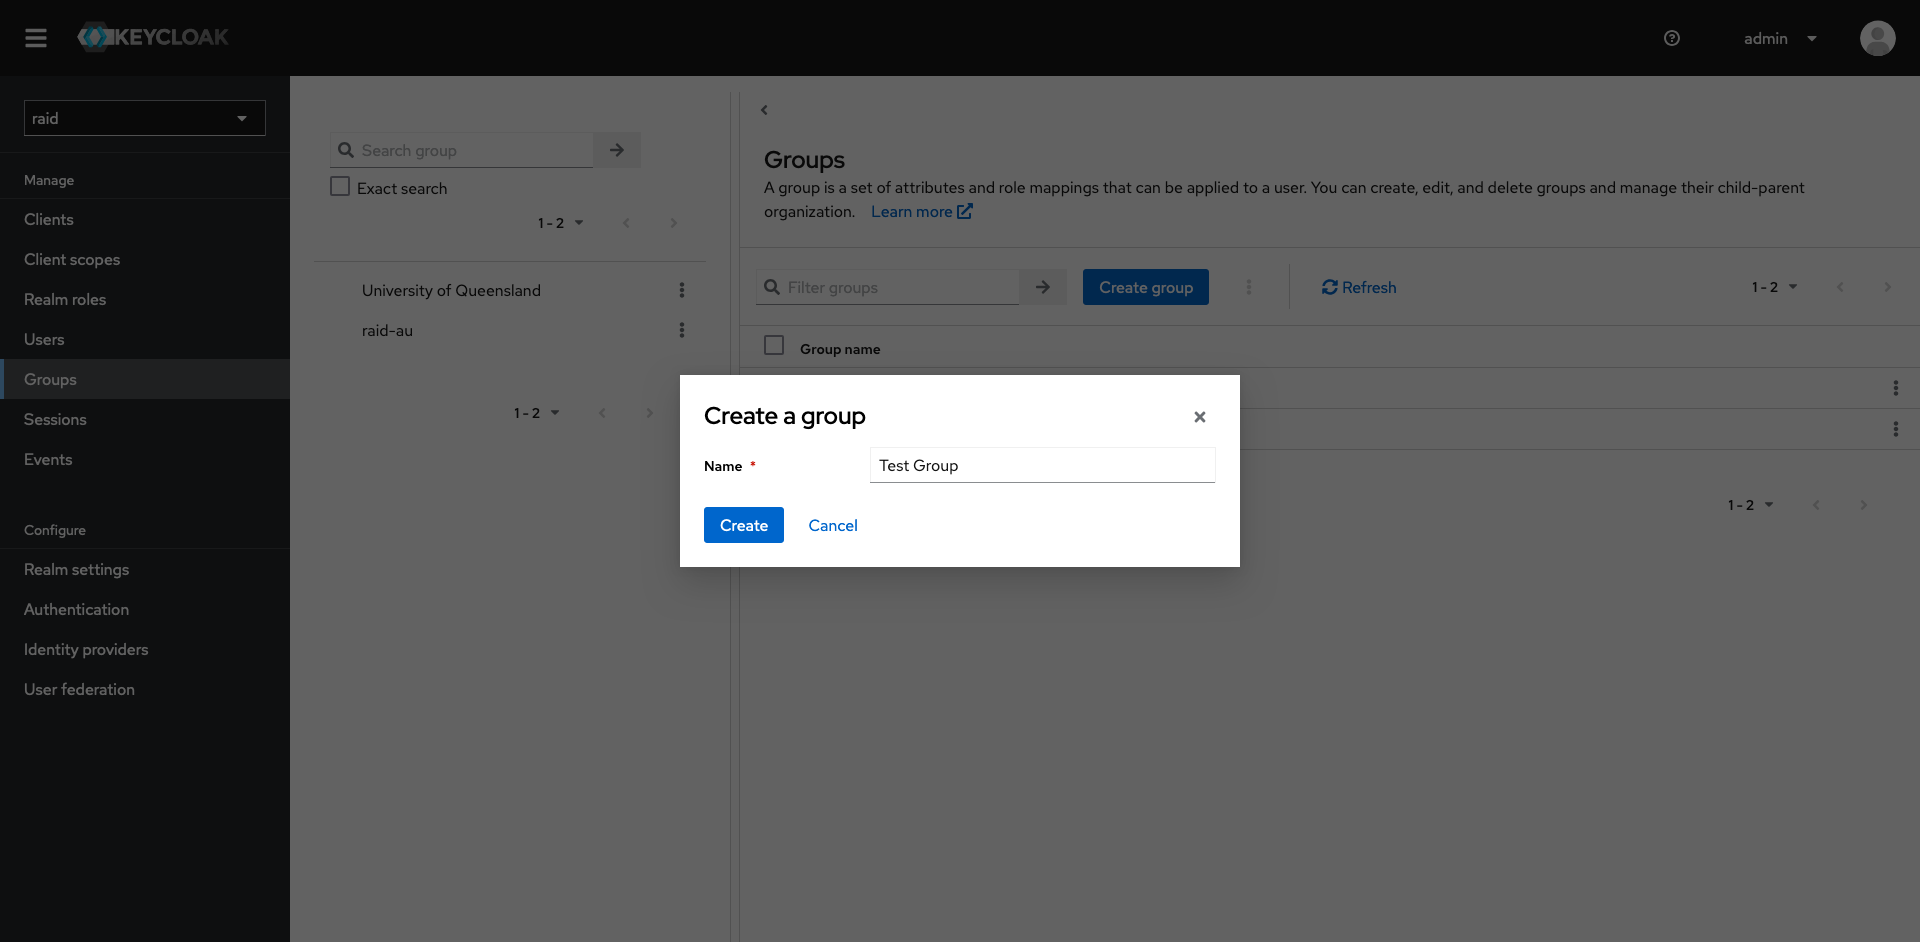 KEYCLOAK
admin
raid
Manage
Clients
Client scopes
Realm roles
Users
Groups
Sessions
Events
Configure
Realm settings
Authentication
Identity providers
User federation
Search group
Exact search
1 - 2
University of Queensland
raid-au
1 - 2
Groups
A group is a set of attributes and role mappings that can be applied to a user. You can create, edit, and delete groups and manage their child-parent
organization. Learn more
Filter groups
Create group
Refresh
1 - 2
Group name
1 - 2
Create a group
Name *
Test Group
Create
Cancel